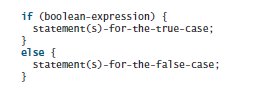 if (boolean-expression) {
  statement(s)-for-the-true-case;
}
else {
  statement(s)-for-the-false-case;
}